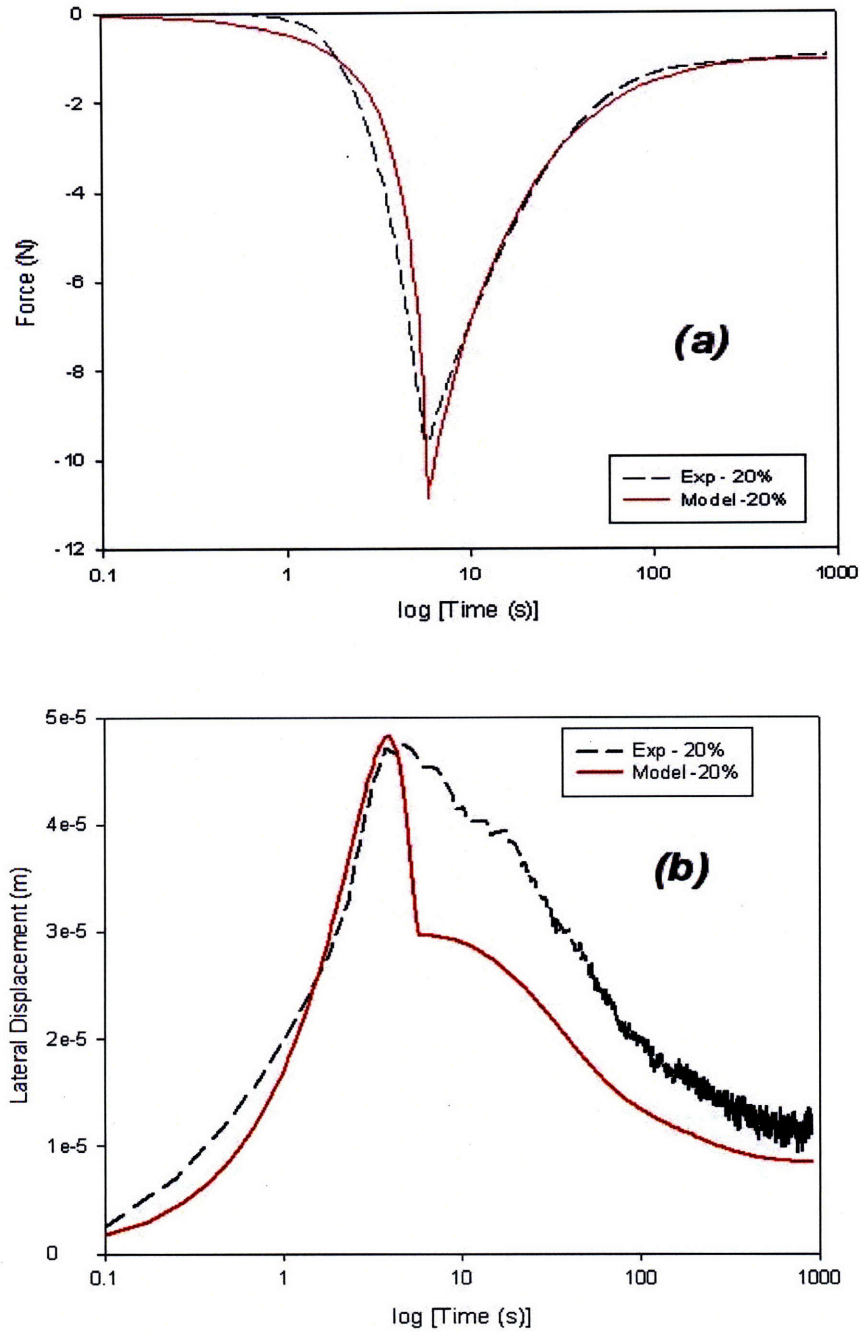 0
-2
-4
-6
-8
-10
-12
Force (N)
(a)
Exp - 20%
Model -20%
0.1
1
10
100
1000
log [Time (s)]
5e-5
4e-5
3e-5
2e-5
1e-5
0
Lateral Displacement (m)
Exp - 20%
Model -20%
(b)
0.1
1
10
100
1000
log [Time (s)]